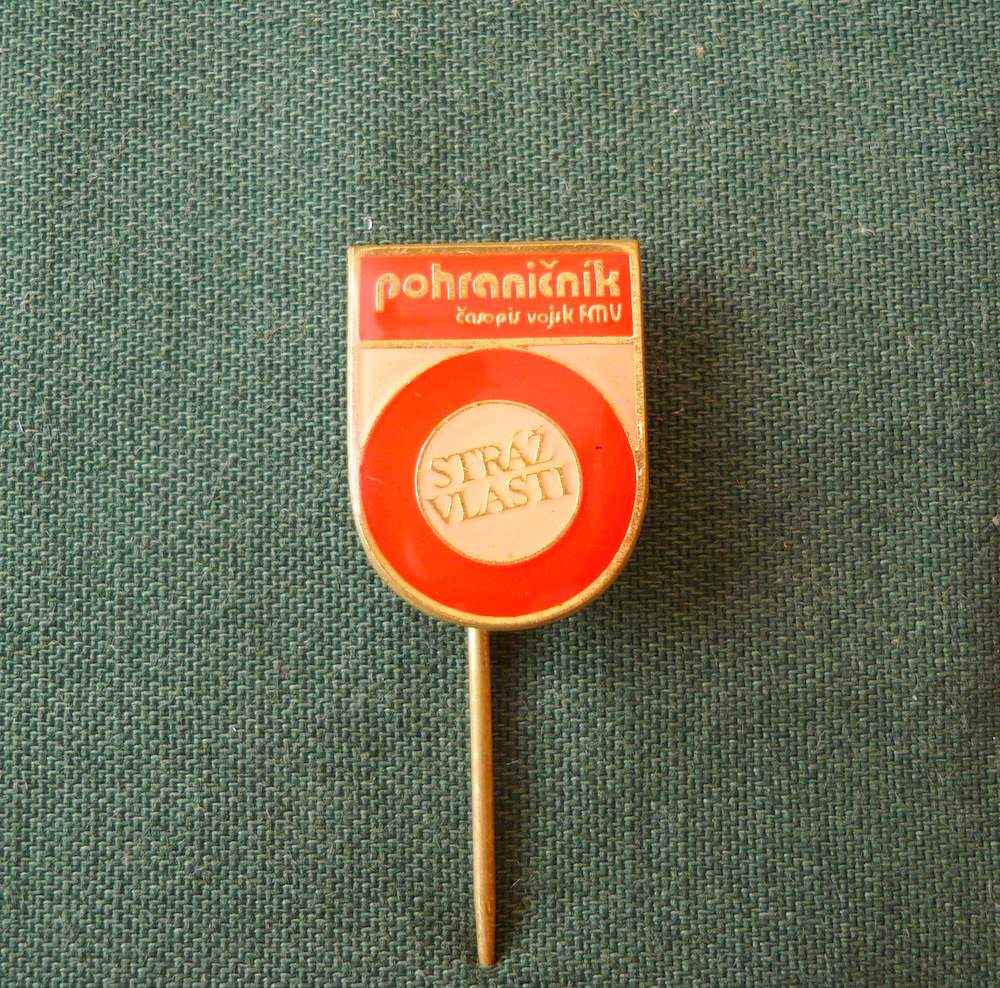 pohraničník
časopis vojsk FMV
STRÁŽ
VLASTI